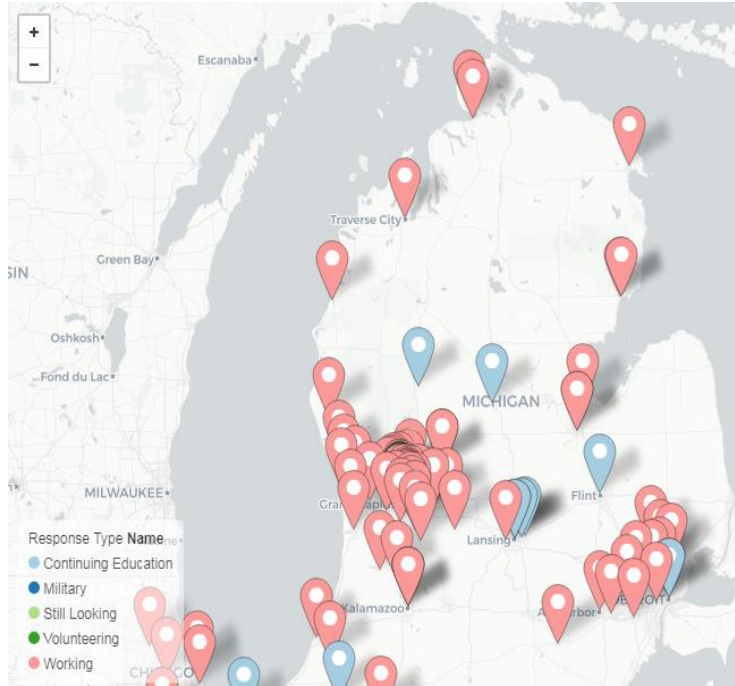 +
−
Escanaba
Traverse City
Green Bay
SIN
Oshkosh
Fond du Lac
MICHIGAN
MILWAUKEE
Flint
Lansing
Response Type Name
Continuing Education
Military
Still Looking
Volunteering
Working
Kalamazoo
DETROIT